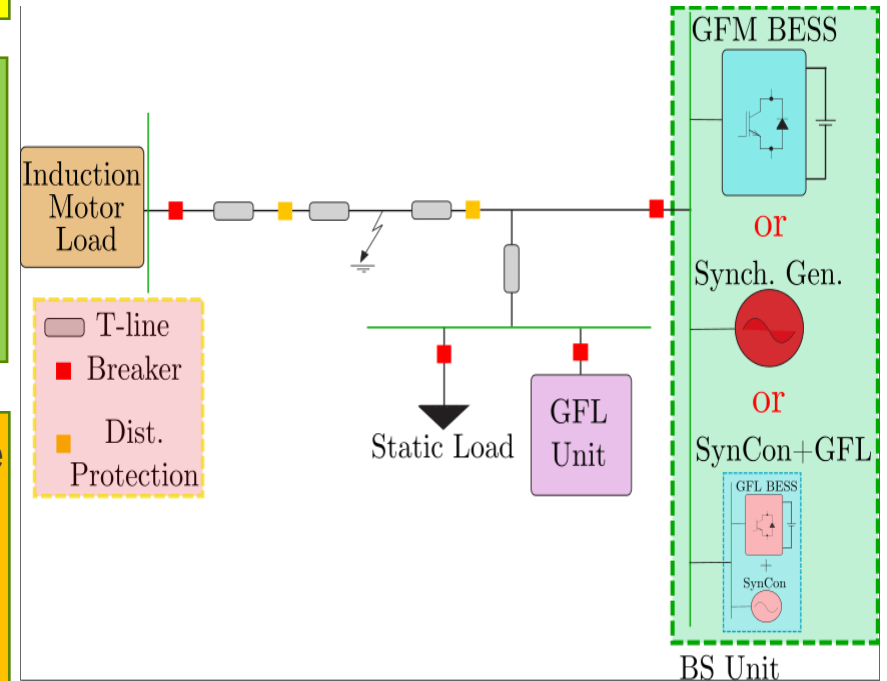 GFM BESS
Induction
Motor
Load
or
Synch. Gen.
T-line
Breaker
Dist.
Protection
or
GFL
Unit
Static Load
SynCon+GFL
GFL BESS
+
SynCon
BS Unit